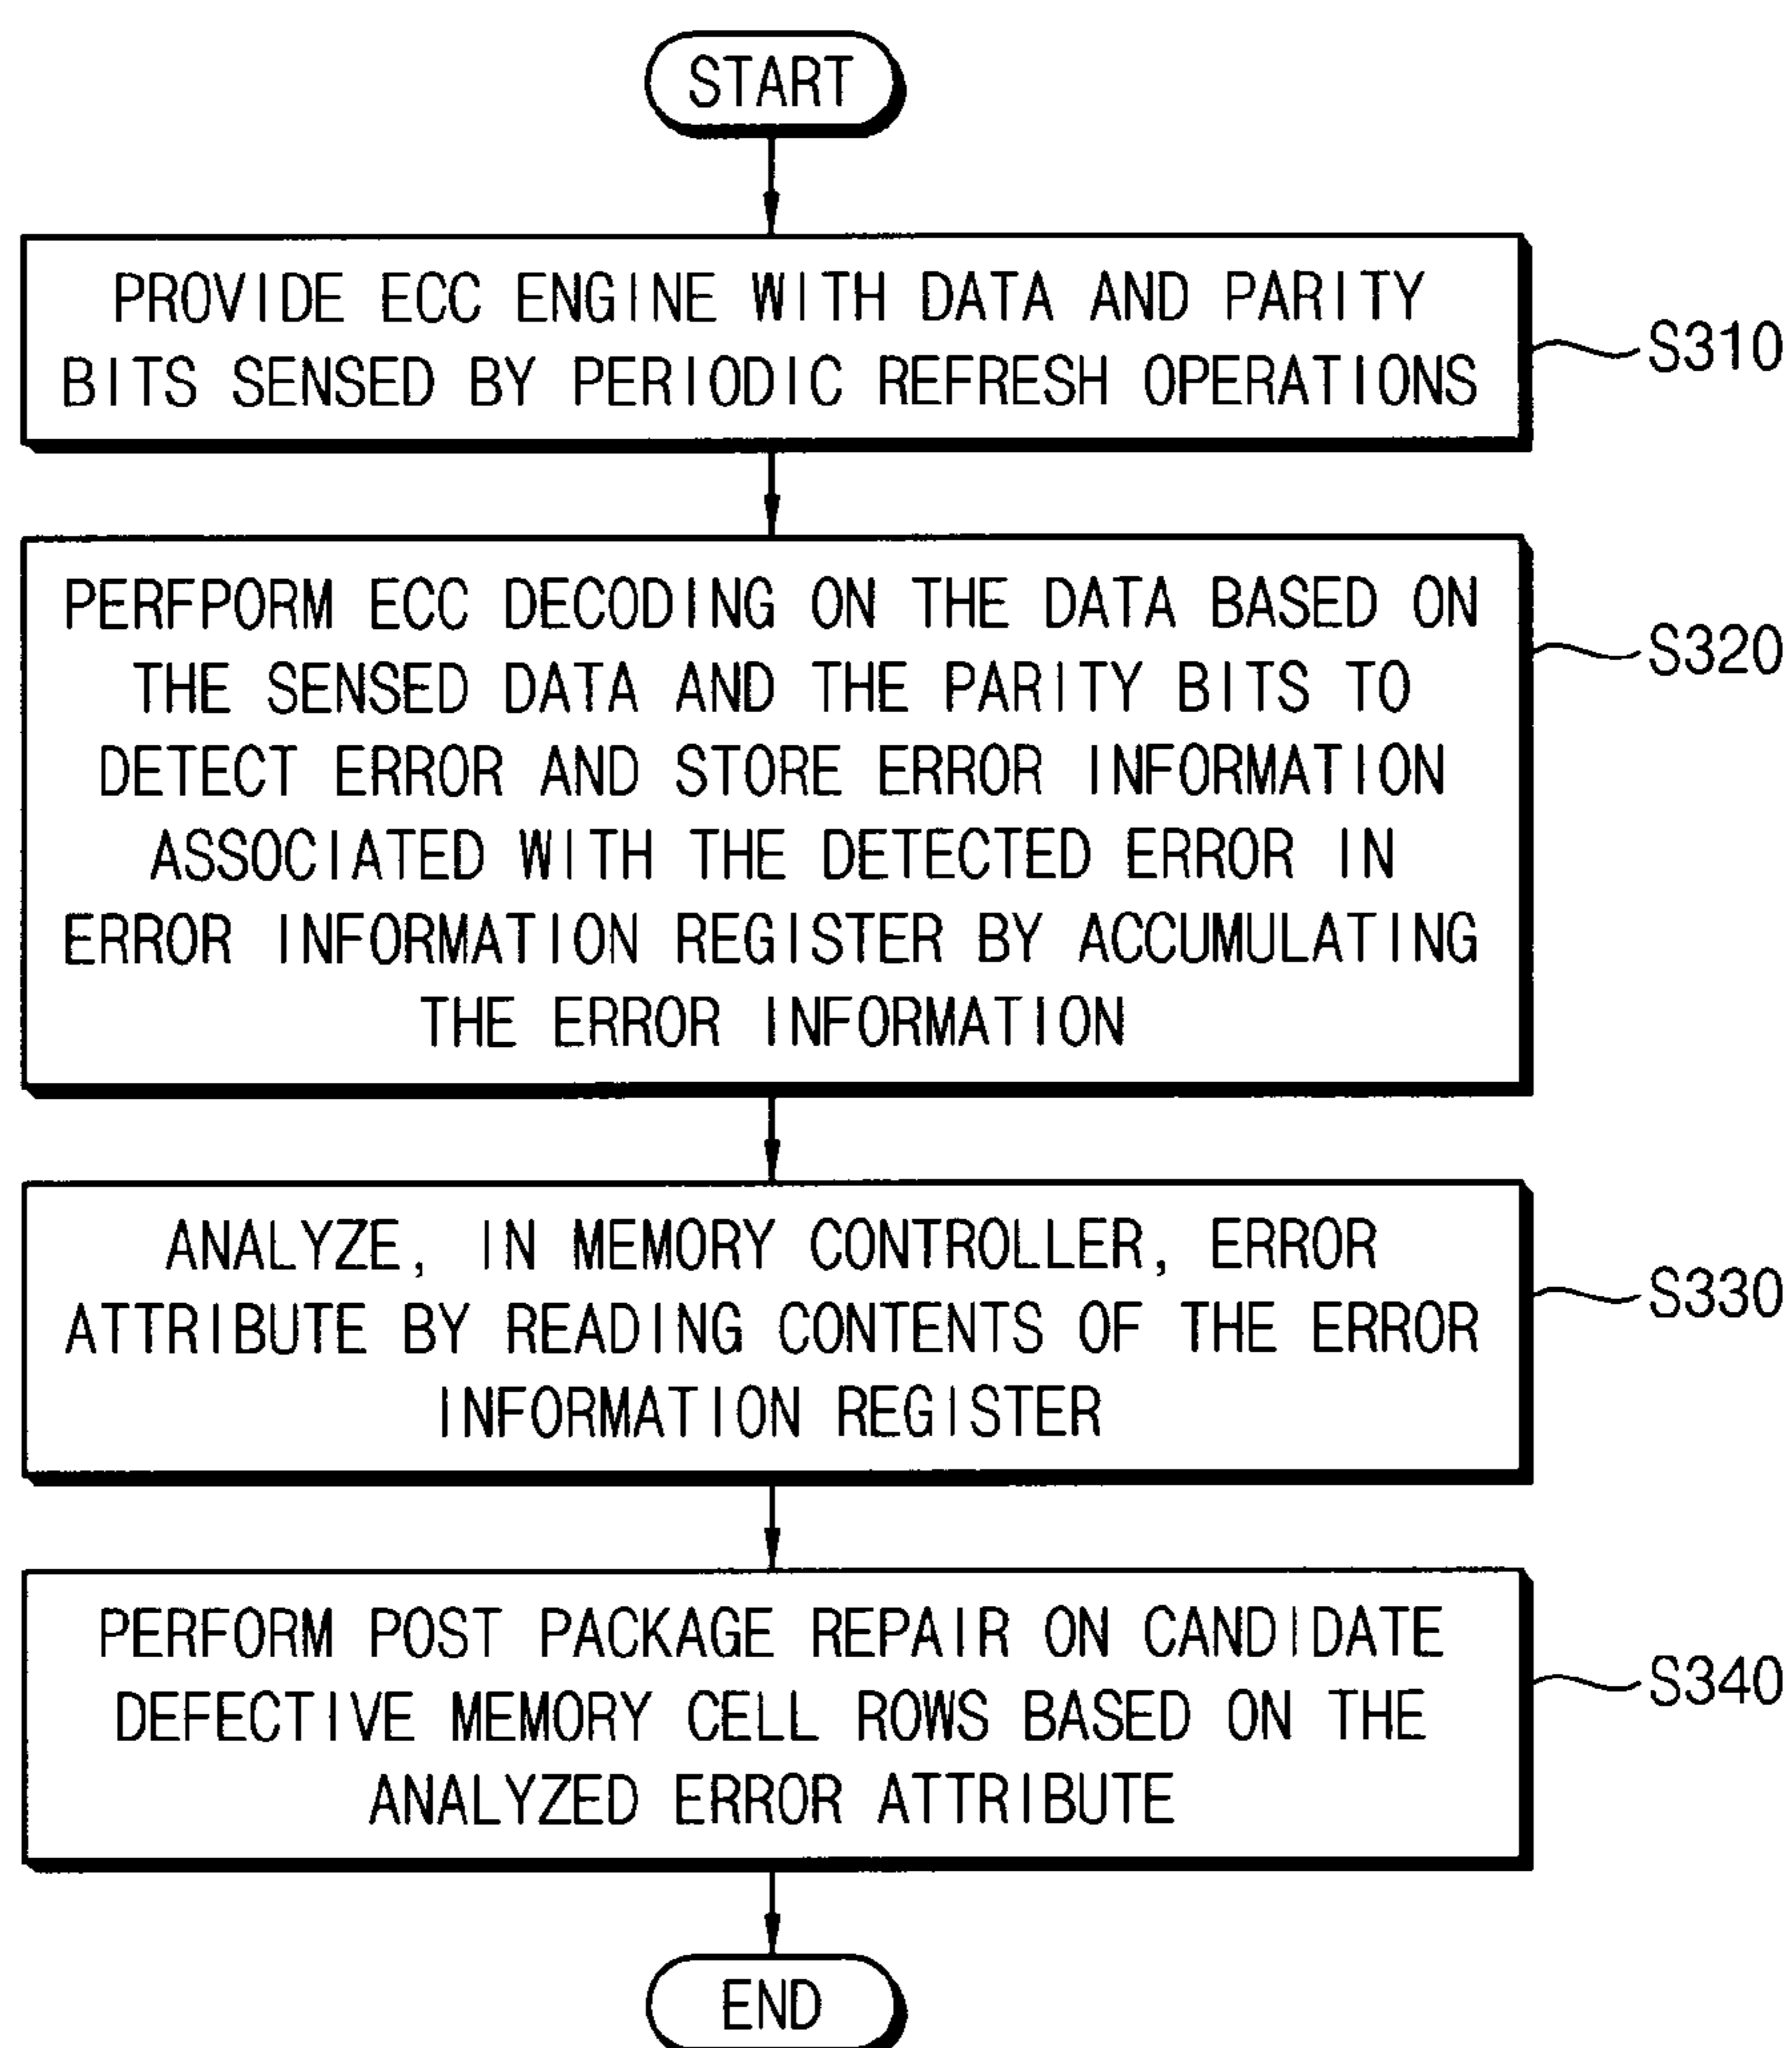 START
PROVIDE ECC ENGINE WITH DATA AND PARITY
BITS SENSED BY PERIODIC REFRESH OPERATIONS
S310
PERFPORM ECC DECODING ON THE DATA BASED ON
THE SENSED DATA AND THE PARITY BITS TO
DETECT ERROR AND STORE ERROR INFORMATION
ASSOCIATED WITH THE DETECTED ERROR IN
ERROR INFORMATION REGISTER BY ACCUMULATING
THE ERROR INFORMATION
S320
ANALYZE, IN MEMORY CONTROLLER, ERROR
ATTRIBUTE BY READING CONTENTS OF THE ERROR
INFORMATION REGISTER
S330
PERFORM POST PACKAGE REPAIR ON CANDIDATE
DEFECTIVE MEMORY CELL ROWS BASED ON THE
ANALYZED ERROR ATTRIBUTE
S340
END